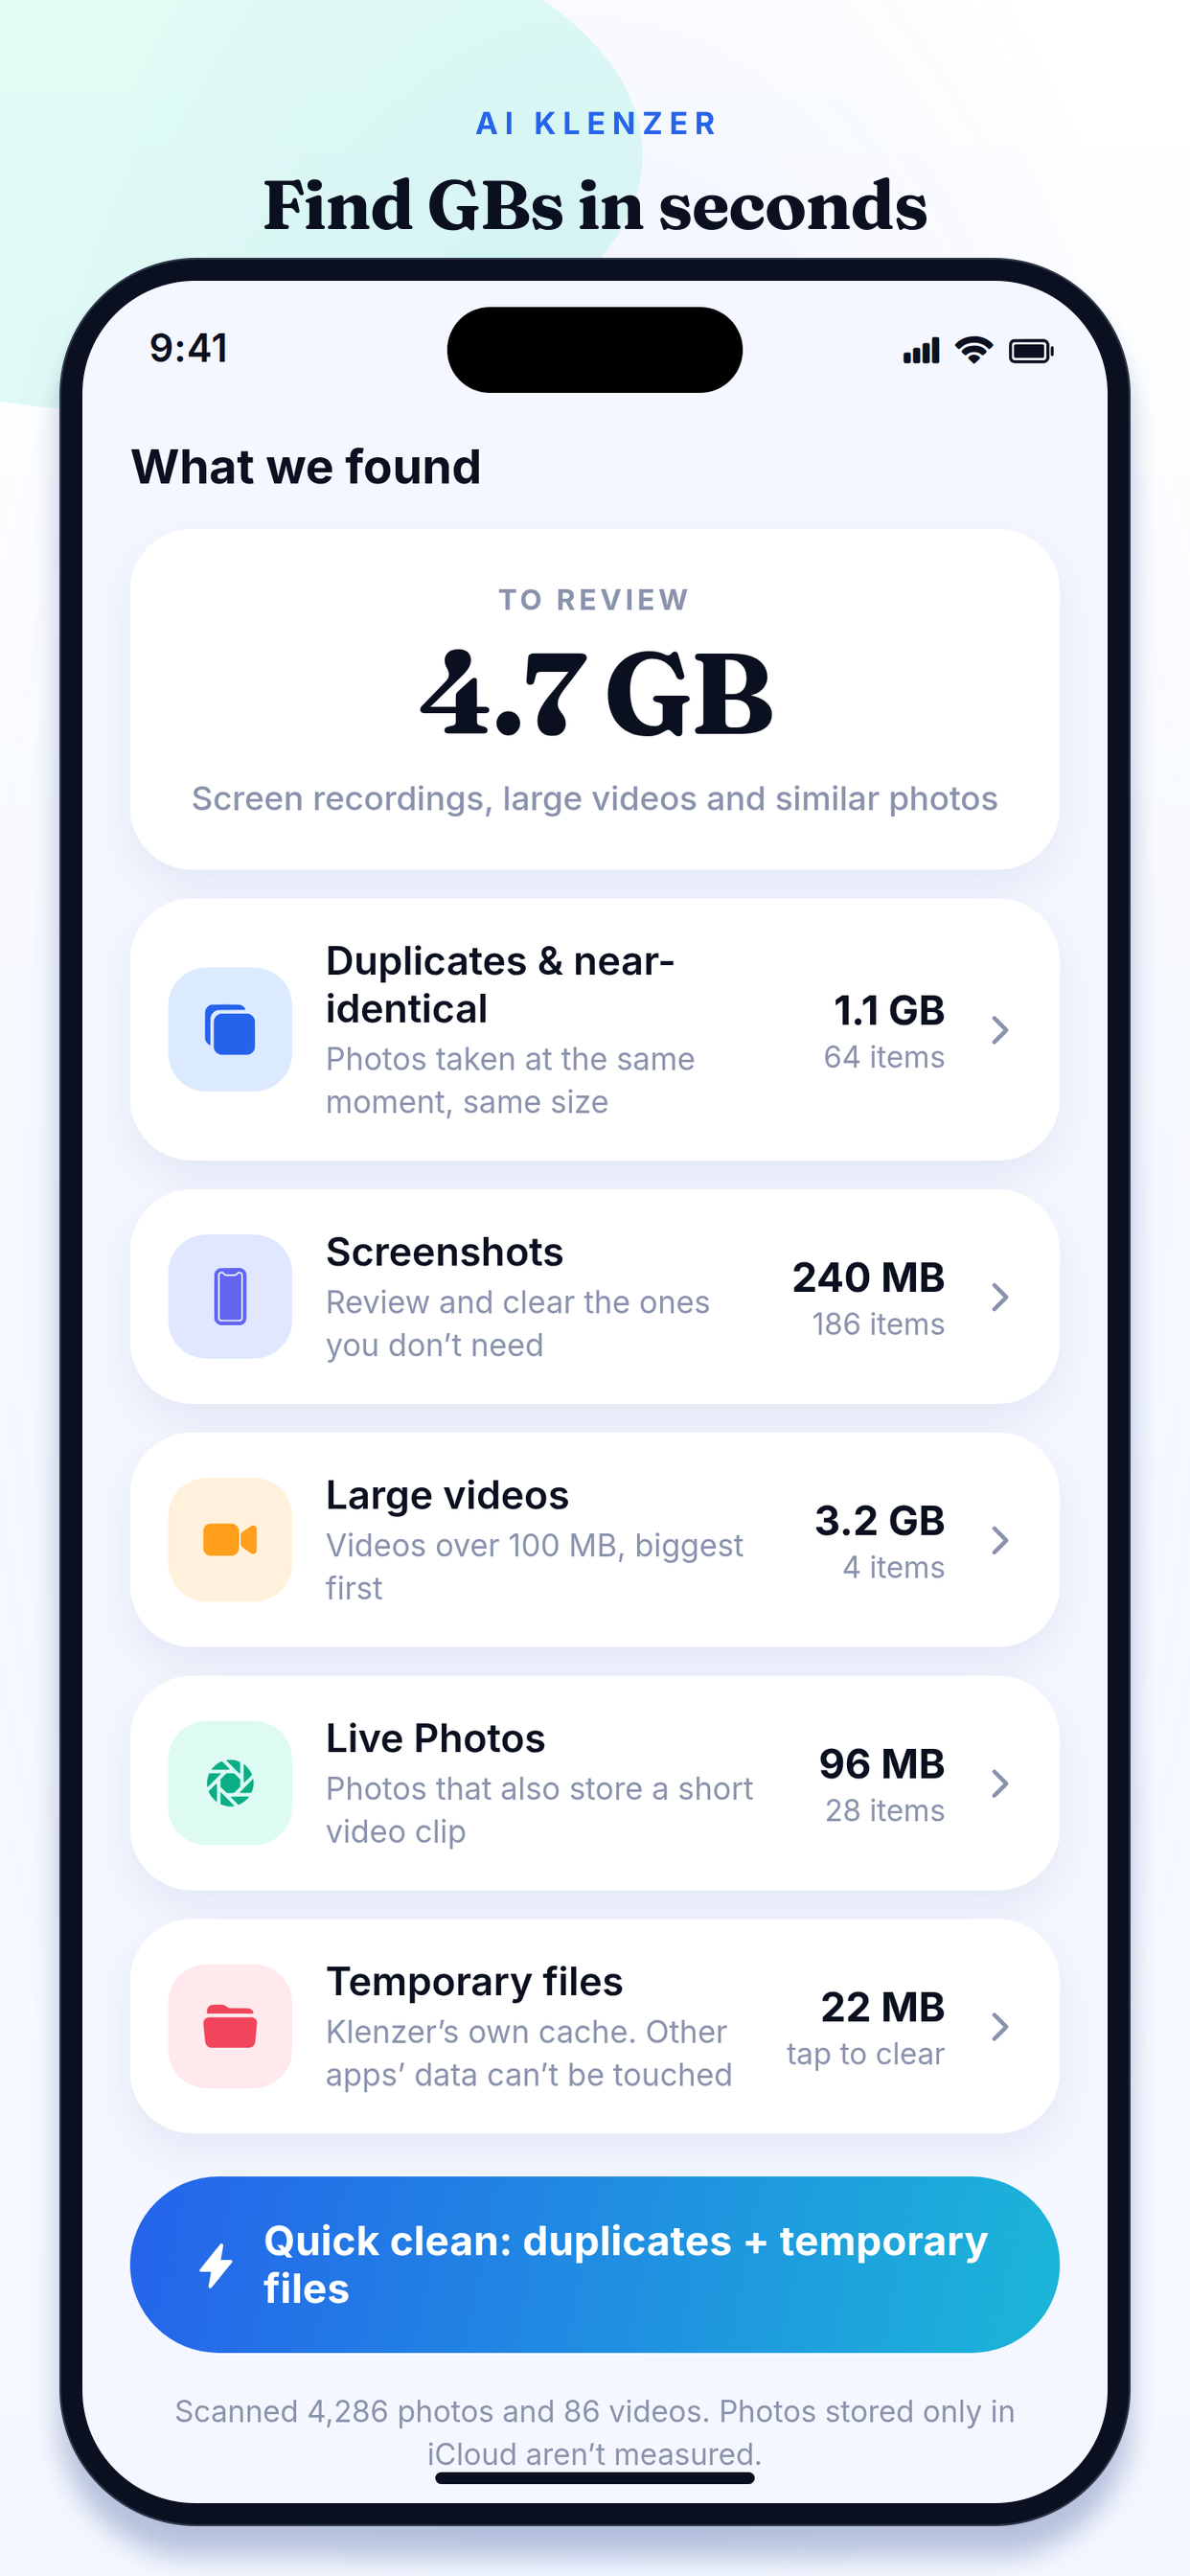 AI KLENZER
Find GBs in seconds
9:41
What we found
TO REVIEW
4.7 GB
Screen recordings, large videos and similar photos
Duplicates & near-
identical
Photos taken at the same
moment, same size
1.1 GB
64 items
Screenshots
Review and clear the ones
you don’t need
240 MB
186 items
Large videos
Videos over 100 MB, biggest
first
3.2 GB
4 items
Live Photos
Photos that also store a short
video clip
96 MB
28 items
Temporary files
Klenzer’s own cache. Other
apps’ data can’t be touched
22 MB
tap to clear
Quick clean: duplicates + temporary
files
Scanned 4,286 photos and 86 videos. Photos stored only in
iCloud aren’t measured.